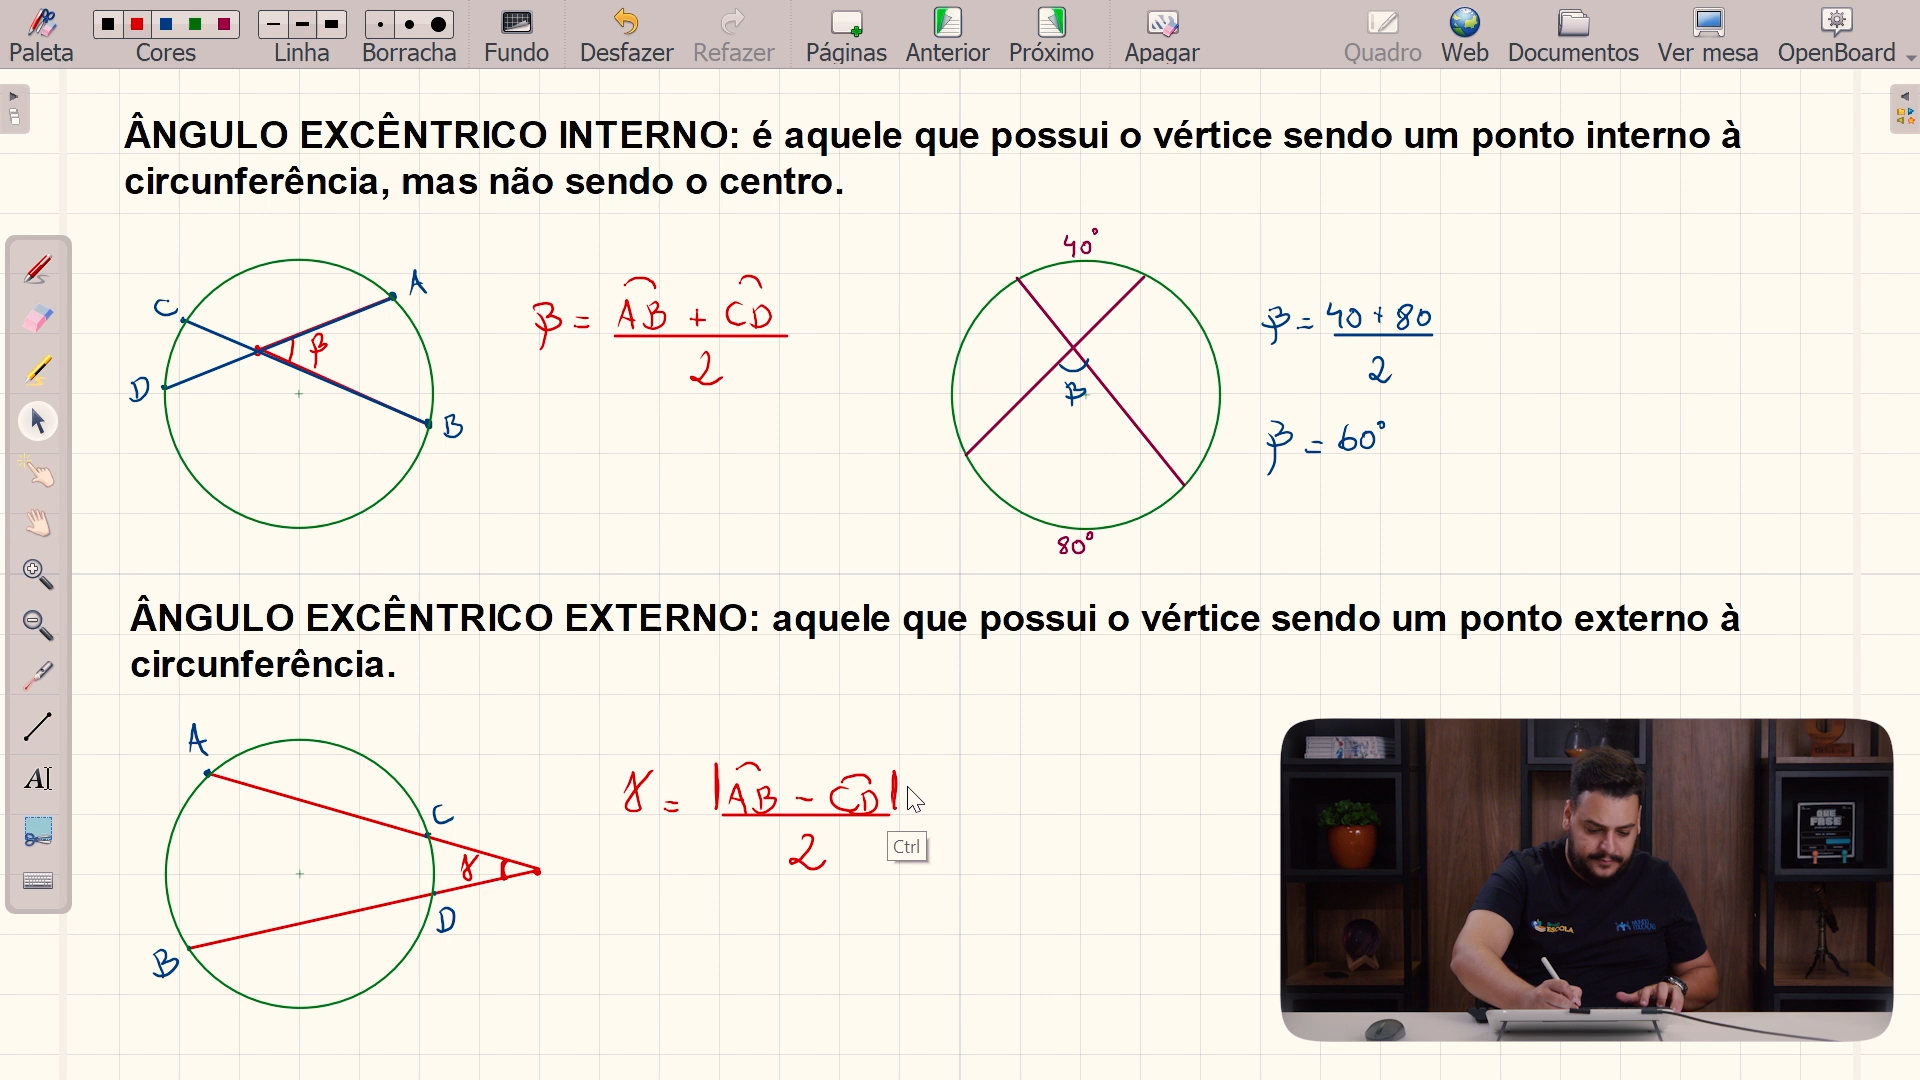 Paleta Cores Linha Borracha Fundo Desfazer Refazer Páginas Anterior Próximo Apagar Quadro Web Documentos Ver mesa OpenBoard
ÂNGULO EXCÊNTRICO INTERNO: é aquele que possui o vértice sendo um ponto interno à
circunferência, mas não sendo o centro.
40°
A
C
β = AB + CD
2
β
β = 40 + 80
2
D
β
B
β = 60°
80°
ÂNGULO EXCÊNTRICO EXTERNO: aquele que possui o vértice sendo um ponto externo à
circunferência.
A
γ = |AB - CD|
2
C
Ctrl
γ
D
B
AI
ESCOLA